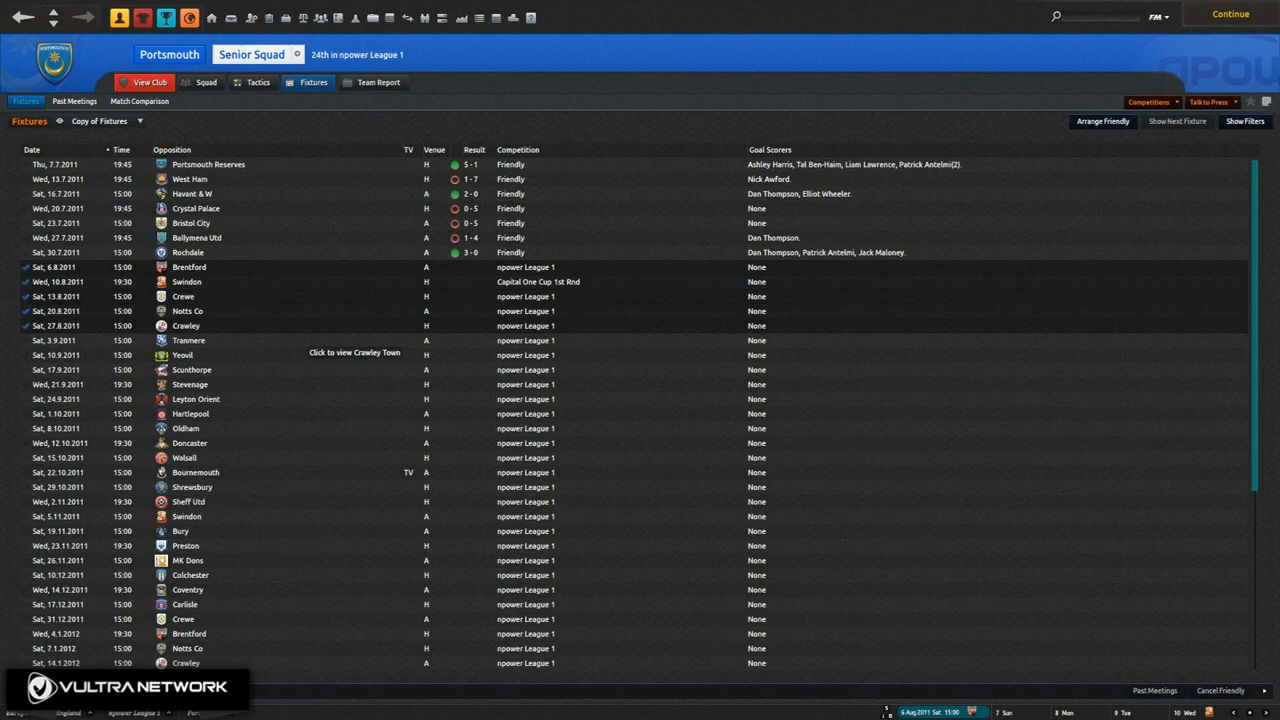 FM
Continue
Portsmouth Senior Squad 24th in npower League 1
View Club Squad Tactics Fixtures Team Report
Fixtures Past Meetings Match Comparison Competitions Talk to Press
Fixtures Copy of Fixtures Arrange Friendly Show Next Fixture Show Filters
Date Time Opposition TV Venue Result Competition Goal Scorers
Thu, 7.7.2011 19:45 Portsmouth Reserves H 5 - 1 Friendly Ashley Harris, Tal Ben-Haim, Liam Lawrence, Patrick Antelmi(2).
Wed, 13.7.2011 19:45 West Ham H 1 - 7 Friendly Nick Awford.
Sat, 16.7.2011 15:00 Havant & W A 2 - 0 Friendly Dan Thompson, Elliot Wheeler.
Wed, 20.7.2011 19:45 Crystal Palace H 0 - 5 Friendly None
Sat, 23.7.2011 15:00 Bristol City A 0 - 5 Friendly None
Wed, 27.7.2011 19:45 Ballymena Utd A 1 - 4 Friendly Dan Thompson.
Sat, 30.7.2011 15:00 Rochdale A 3 - 0 Friendly Dan Thompson, Patrick Antelmi, Jack Maloney.
Sat, 6.8.2011 15:00 Brentford A npower League 1 None
Wed, 10.8.2011 19:30 Swindon H Capital One Cup 1st Rnd None
Sat, 13.8.2011 15:00 Crewe H npower League 1 None
Sat, 20.8.2011 15:00 Notts Co A npower League 1 None
Sat, 27.8.2011 15:00 Crawley H npower League 1 None
Sat, 3.9.2011 15:00 Tranmere A npower League 1 None
Click to view Crawley Town
Sat, 10.9.2011 15:00 Yeovil H npower League 1 None
Sat, 17.9.2011 15:00 Scunthorpe A npower League 1 None
Wed, 21.9.2011 19:30 Stevenage H npower League 1 None
Sat, 24.9.2011 15:00 Leyton Orient H npower League 1 None
Sat, 1.10.2011 15:00 Hartlepool A npower League 1 None
Sat, 8.10.2011 15:00 Oldham H npower League 1 None
Wed, 12.10.2011 19:30 Doncaster A npower League 1 None
Sat, 15.10.2011 15:00 Walsall H npower League 1 None
Sat, 22.10.2011 15:00 Bournemouth TV A npower League 1 None
Sat, 29.10.2011 15:00 Shrewsbury H npower League 1 None
Wed, 2.11.2011 19:30 Sheff Utd H npower League 1 None
Sat, 5.11.2011 15:00 Swindon A npower League 1 None
Sat, 19.11.2011 15:00 Bury A npower League 1 None
Wed, 23.11.2011 19:30 Preston H npower League 1 None
Sat, 26.11.2011 15:00 MK Dons A npower League 1 None
Sat, 10.12.2011 15:00 Colchester H npower League 1 None
Wed, 14.12.2011 19:30 Coventry A npower League 1 None
Sat, 17.12.2011 15:00 Carlisle H npower League 1 None
Sat, 31.12.2011 15:00 Crewe A npower League 1 None
Wed, 4.1.2012 19:30 Brentford H npower League 1 None
Sat, 7.1.2012 15:00 Notts Co H npower League 1 None
Sat, 14.1.2012 15:00 Crawley A npower League 1 None
VULTRA NETWORK
Past Meetings Cancel Friendly
England npower League 1 6 Aug 2011 Sat 15:00 7 Sun 8 Mon 9 Tue 10 Wed